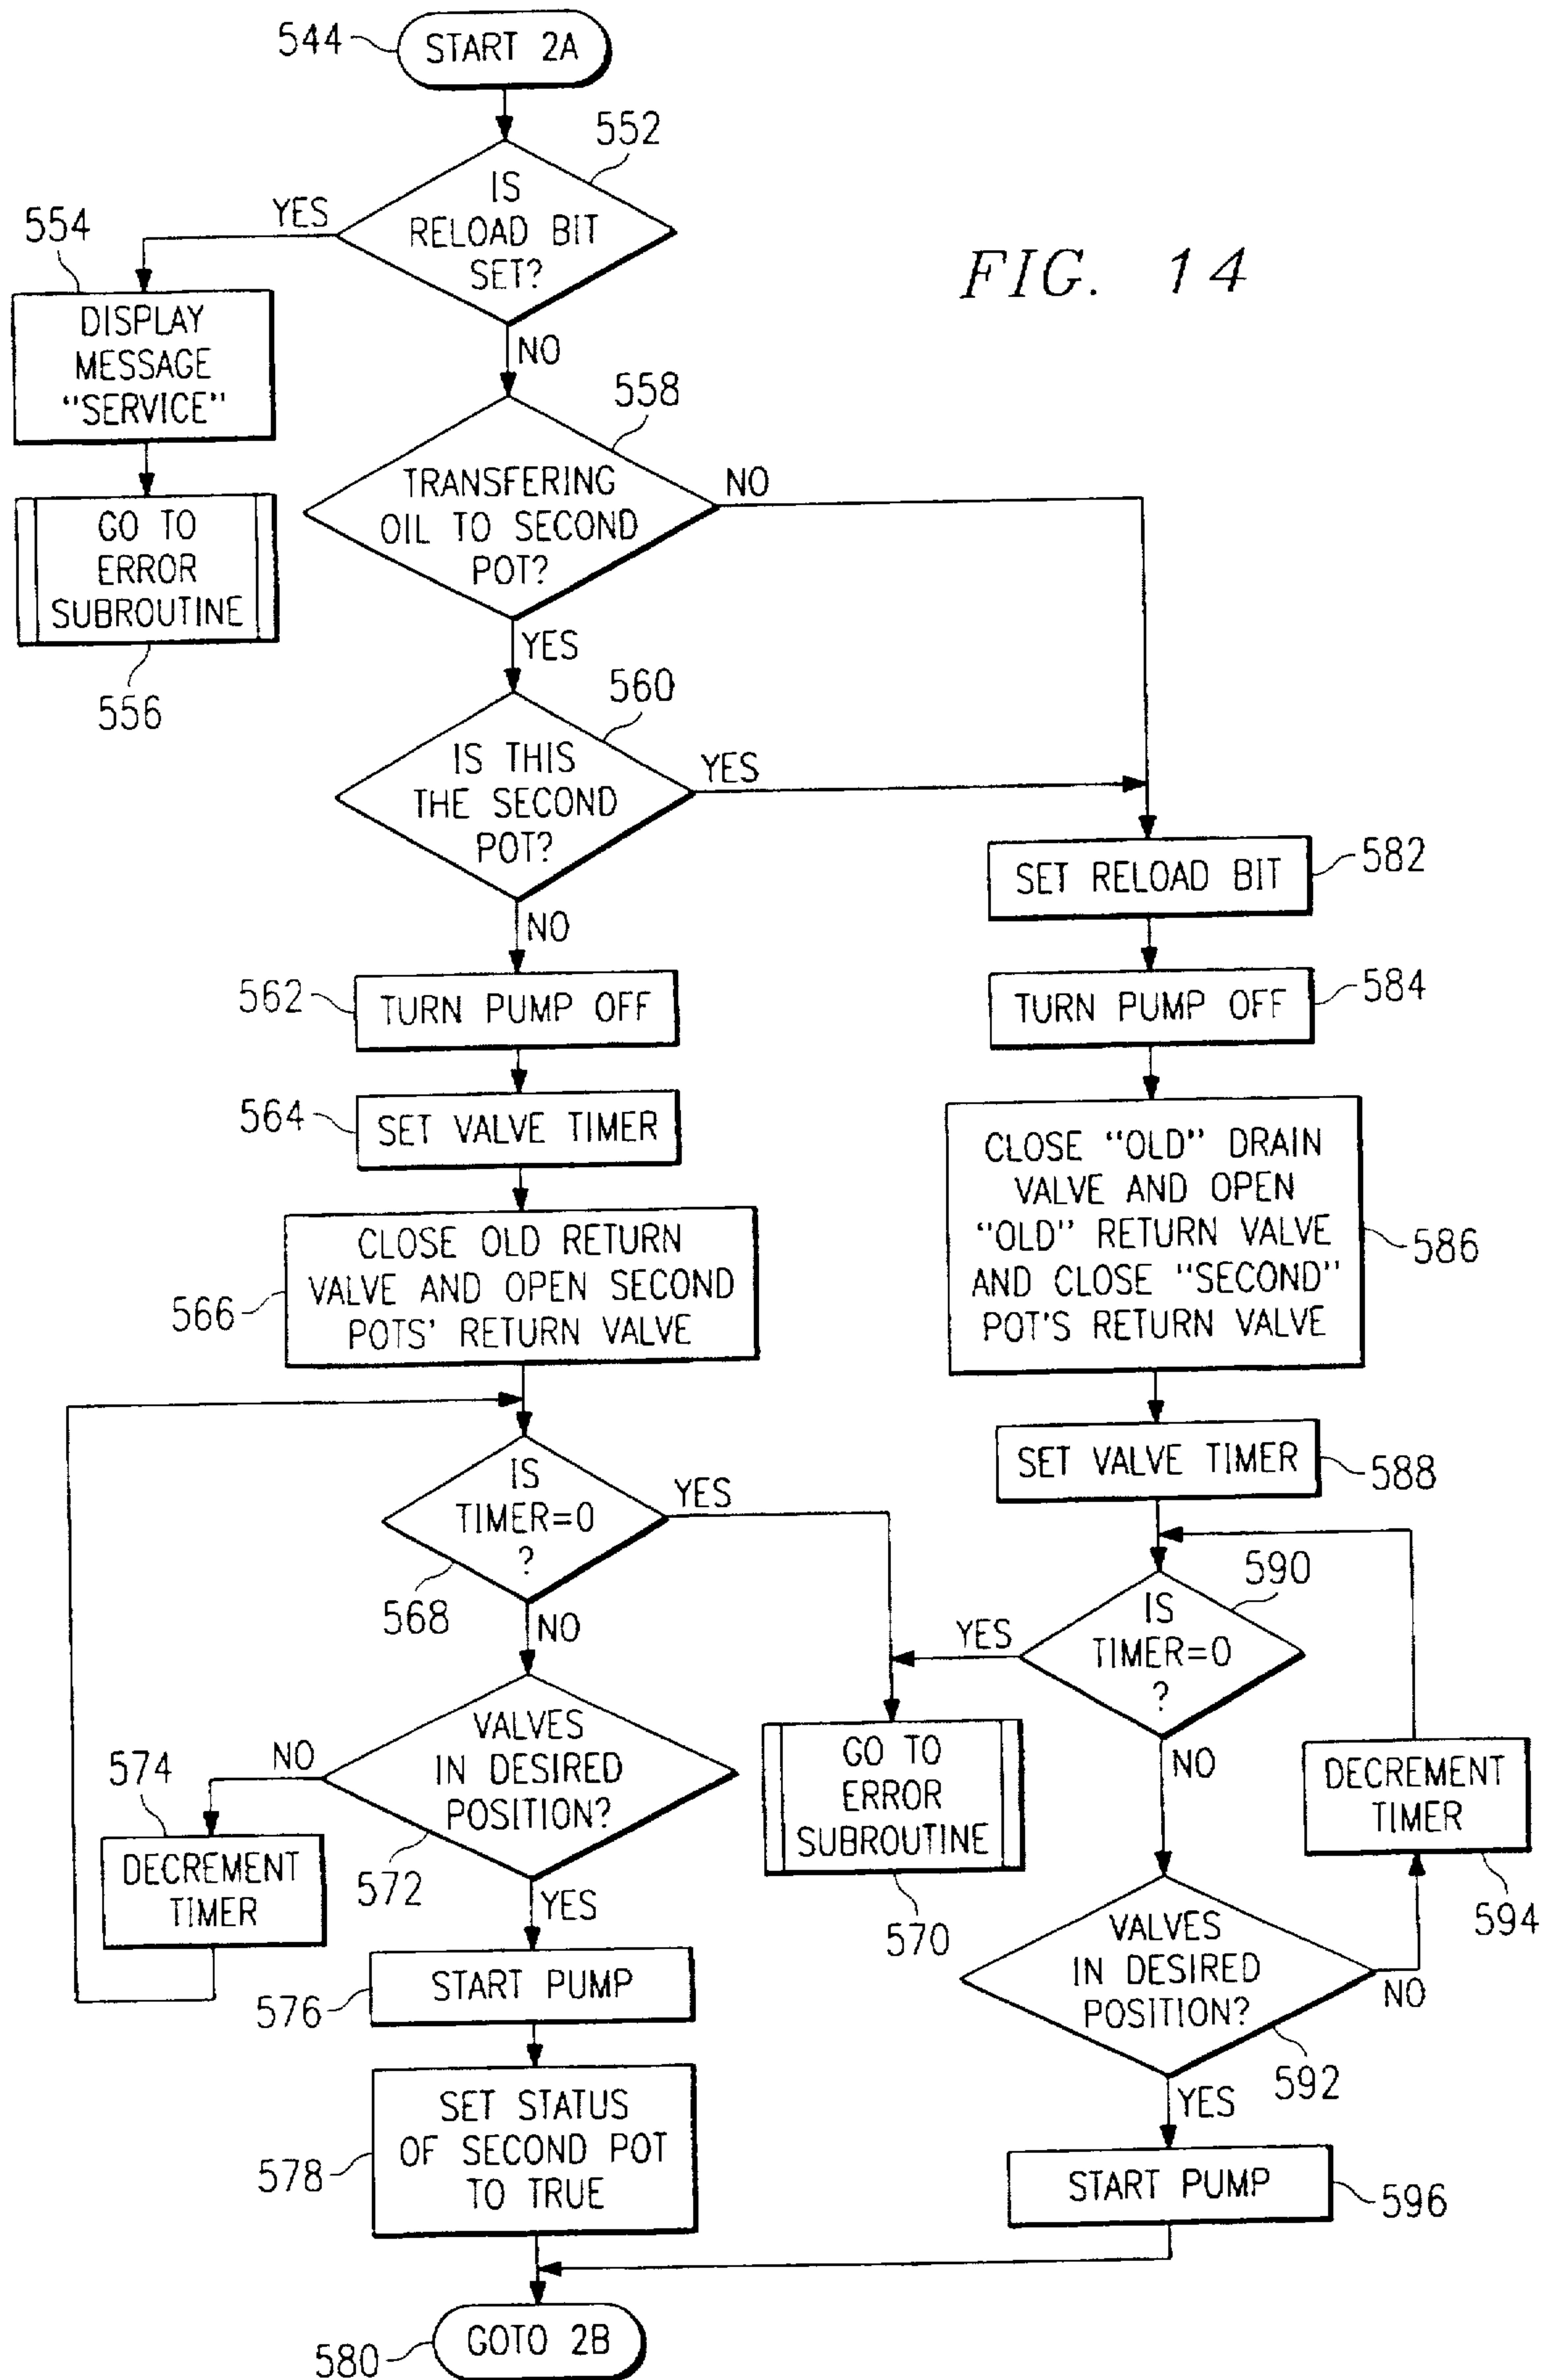 544
START 2A
552
IS
RELOAD BIT
SET?
YES
554
DISPLAY
MESSAGE
"SERVICE"
GO TO
ERROR
SUBROUTINE
556
FIG. 14
NO
558
TRANSFERING
OIL TO SECOND
POT?
NO
YES
560
IS THIS
THE SECOND
POT?
YES
NO
562
TURN PUMP OFF
564
SET VALVE TIMER
566
CLOSE OLD RETURN
VALVE AND OPEN SECOND
POTS' RETURN VALVE
IS
TIMER=0
?
568
YES
NO
VALVES
IN DESIRED
POSITION?
572
NO
574
DECREMENT
TIMER
YES
576
START PUMP
578
SET STATUS
OF SECOND POT
TO TRUE
580
GOTO 2B
SET RELOAD BIT
582
TURN PUMP OFF
584
CLOSE "OLD" DRAIN
VALVE AND OPEN
"OLD" RETURN VALVE
AND CLOSE "SECOND"
POT'S RETURN VALVE
586
SET VALVE TIMER
588
590
IS
TIMER=0
?
YES
GO TO
ERROR
SUBROUTINE
570
NO
VALVES
IN DESIRED
POSITION?
592
NO
DECREMENT
TIMER
594
YES
START PUMP
596